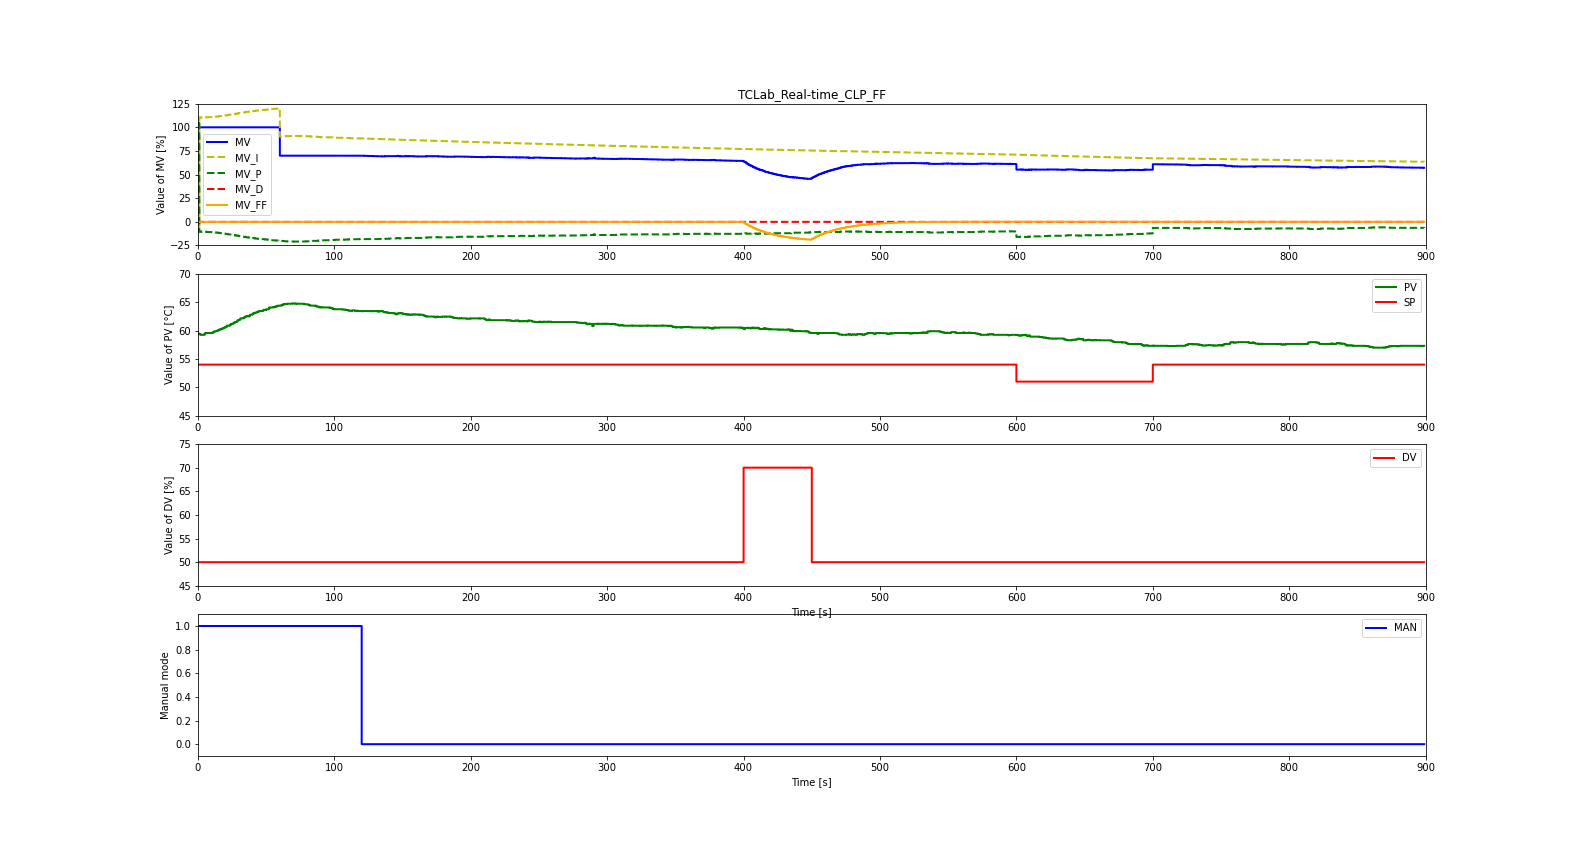 TCLab_Real-time_CLP_FF
Value of MV [%]
125
100
75
50
25
0
−25
MV
MV_I
MV_P
MV_D
MV_FF
0 100 200 300 400 500 600 700 800 900
Value of PV [°C]
70
65
60
55
50
45
PV
SP
0 100 200 300 400 500 600 700 800 900
Value of DV [%]
75
70
65
60
55
50
45
DV
0 100 200 300 400 500 600 700 800 900
Time [s]
Manual mode
1.0
0.8
0.6
0.4
0.2
0.0
MAN
0 100 200 300 400 500 600 700 800 900
Time [s]